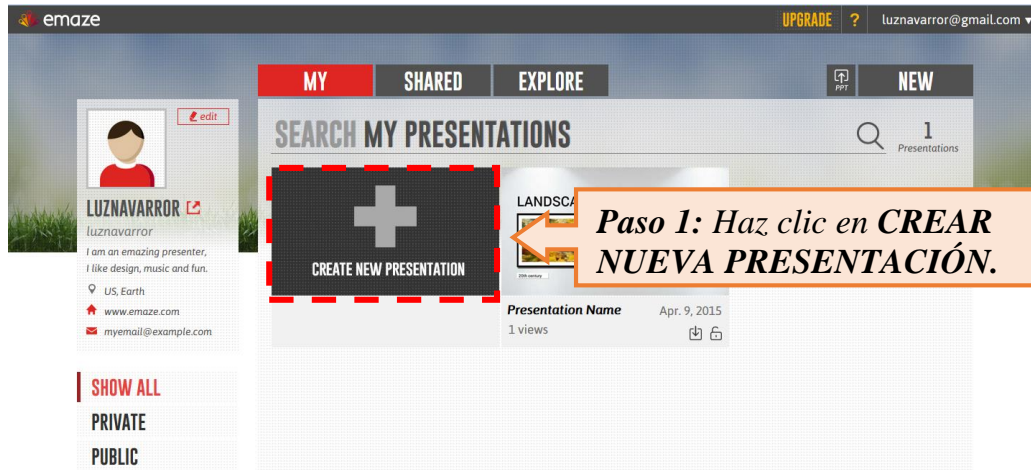 emaze
UPGRADE ? luznavarror@gmail.com
MY SHARED EXPLORE PPT NEW
edit
SEARCH MY PRESENTATIONS
1
Presentations
LUZNAVARROR
luznavarror
I am an emazing presenter,
I like design, music and fun.
US, Earth
www.emaze.com
myemail@example.com
CREATE NEW PRESENTATION
LANDSCA
20th century
Paso 1: Haz clic en CREAR
NUEVA PRESENTACIÓN.
Presentation Name Apr. 9, 2015
1 views
SHOW ALL
PRIVATE
PUBLIC